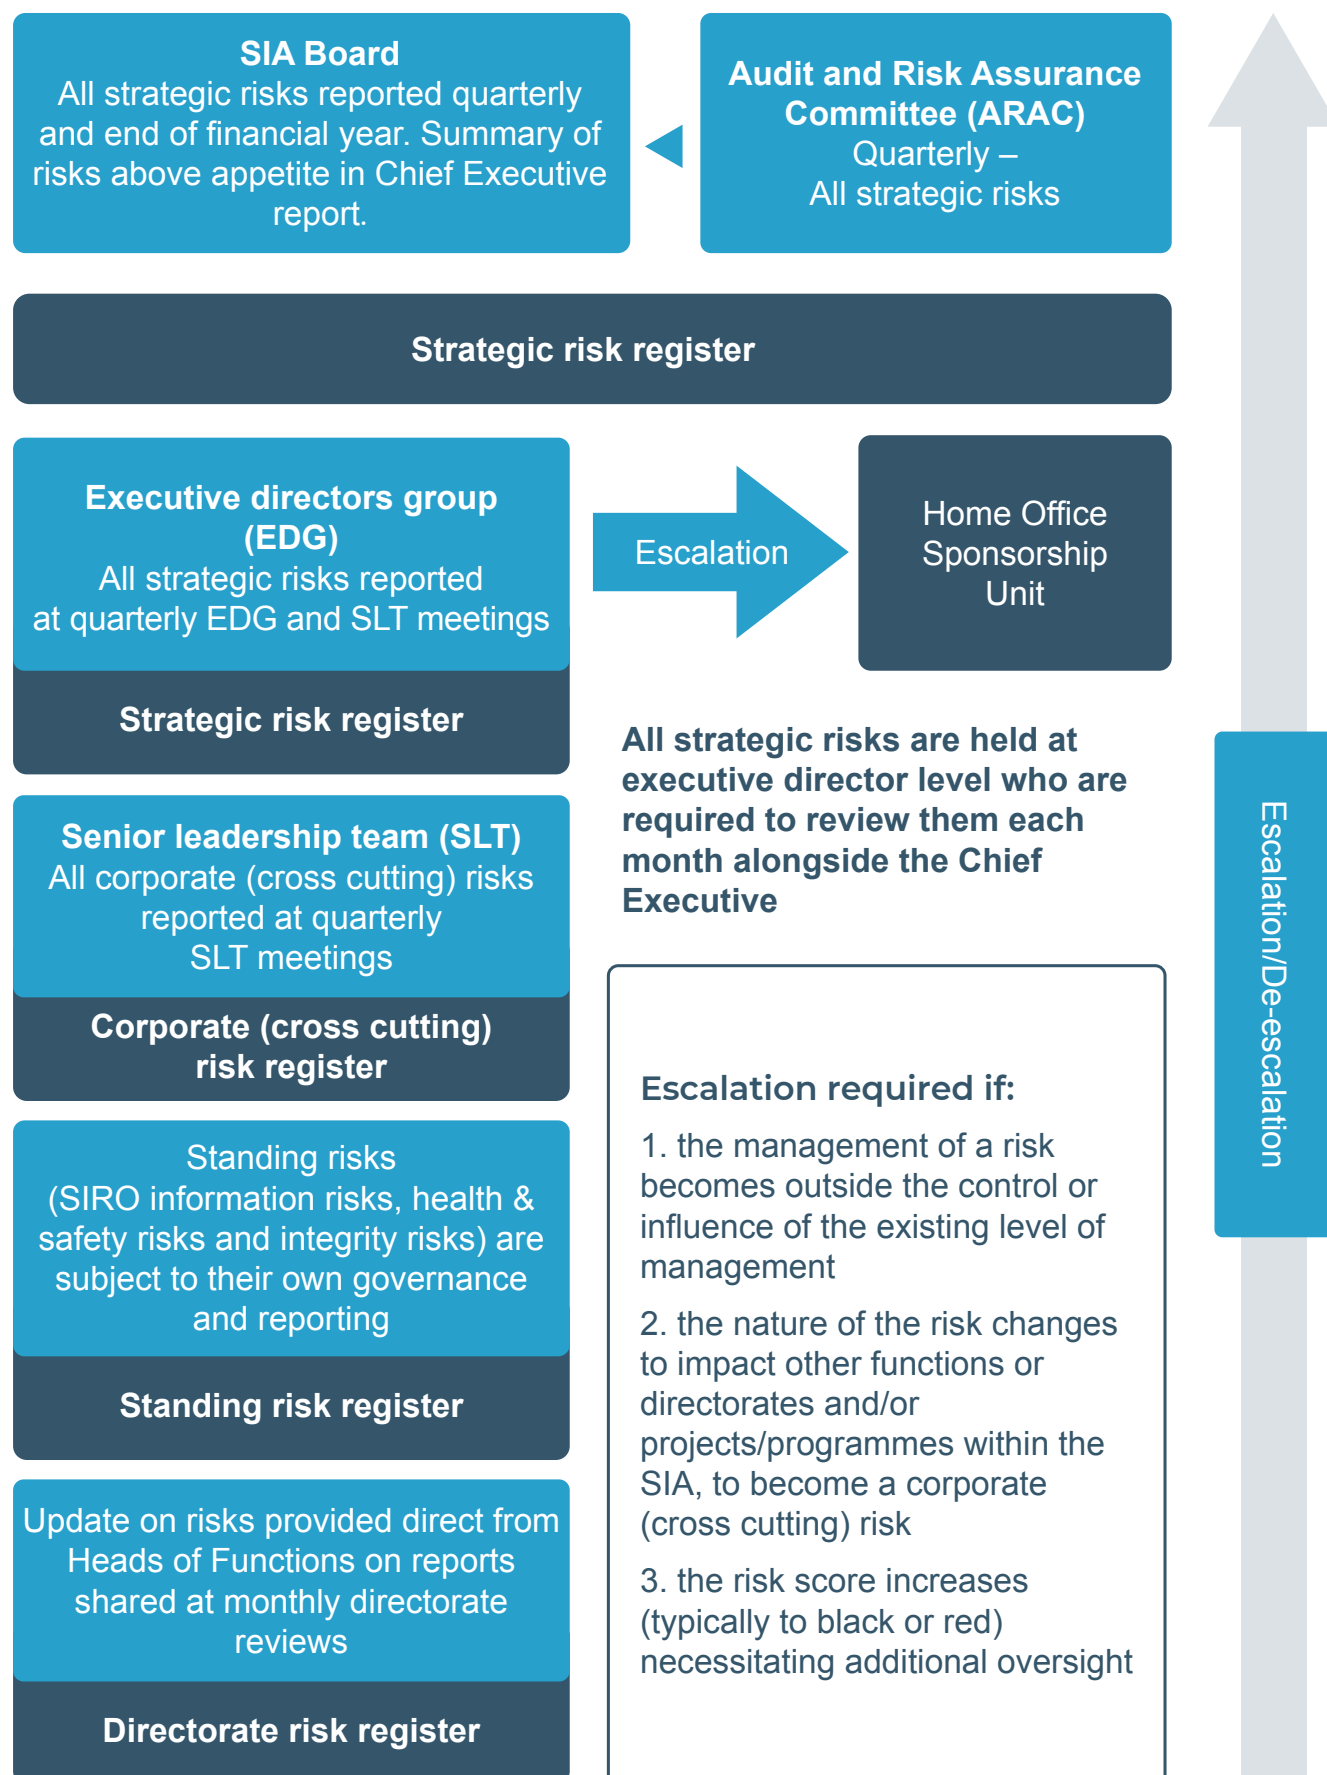 SIA Board
All strategic risks reported quarterly
and end of financial year. Summary of
risks above appetite in Chief Executive
report.
Audit and Risk Assurance
Committee (ARAC)
Quarterly –
All strategic risks
Strategic risk register
Executive directors group
(EDG)
All strategic risks reported
at quarterly EDG and SLT meetings
Strategic risk register
Escalation
Home Office
Sponsorship
Unit
All strategic risks are held at
executive director level who are
required to review them each
month alongside the Chief
Executive
Senior leadership team (SLT)
All corporate (cross cutting) risks
reported at quarterly
SLT meetings
Corporate (cross cutting)
risk register
Standing risks
(SIRO information risks, health &
safety risks and integrity risks) are
subject to their own governance
and reporting
Standing risk register
Update on risks provided direct from
Heads of Functions on reports
shared at monthly directorate
reviews
Directorate risk register
Escalation required if:
1. the management of a risk
becomes outside the control or
influence of the existing level of
management
2. the nature of the risk changes
to impact other functions or
directorates and/or
projects/programmes within the
SIA, to become a corporate
(cross cutting) risk
3. the risk score increases
(typically to black or red)
necessitating additional oversight
Escalation/De-escalation